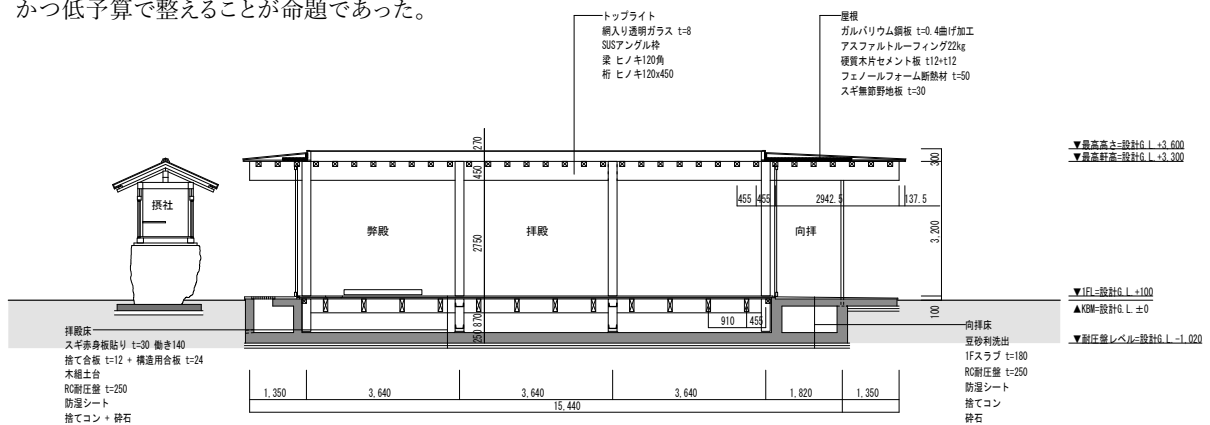 かつ低予算で整えることが命題であった。
トップライト
網入り透明ガラス t=8
SUSアングル枠
梁 ヒノキ120角
桁 ヒノキ120x450
屋根
ガルバリウム鋼板 t=0.4曲げ加工
アスファルトルーフィング22kg
硬質木片セメント板 t12+t12
フェノールフォーム断熱材 t=50
スギ無節野地板 t=30
▼最高高さ=設計G.L.+3,600
▼最高軒高=設計G.L.+3,300
270
300
450
455
455
2942.5
137.5
摂社
弊殿
拝殿
向拝
2750
3,200
▼1FL=設計G.L.+100
▲KBM=設計G.L.±0
100
910
455
870
250
▼耐圧盤レベル=設計G.L.-1,020
拝殿床
スギ赤身板貼り t=30 働き140
捨て合板 t=12 + 構造用合板 t=24
木組土台
RC耐圧盤 t=250
防湿シート
捨てコン + 砕石
向拝床
豆砂利洗出
1Fスラブ t=180
RC耐圧盤 t=250
防湿シート
捨てコン
砕石
1,350
3,640
3,640
3,640
1,820
1,350
15,440